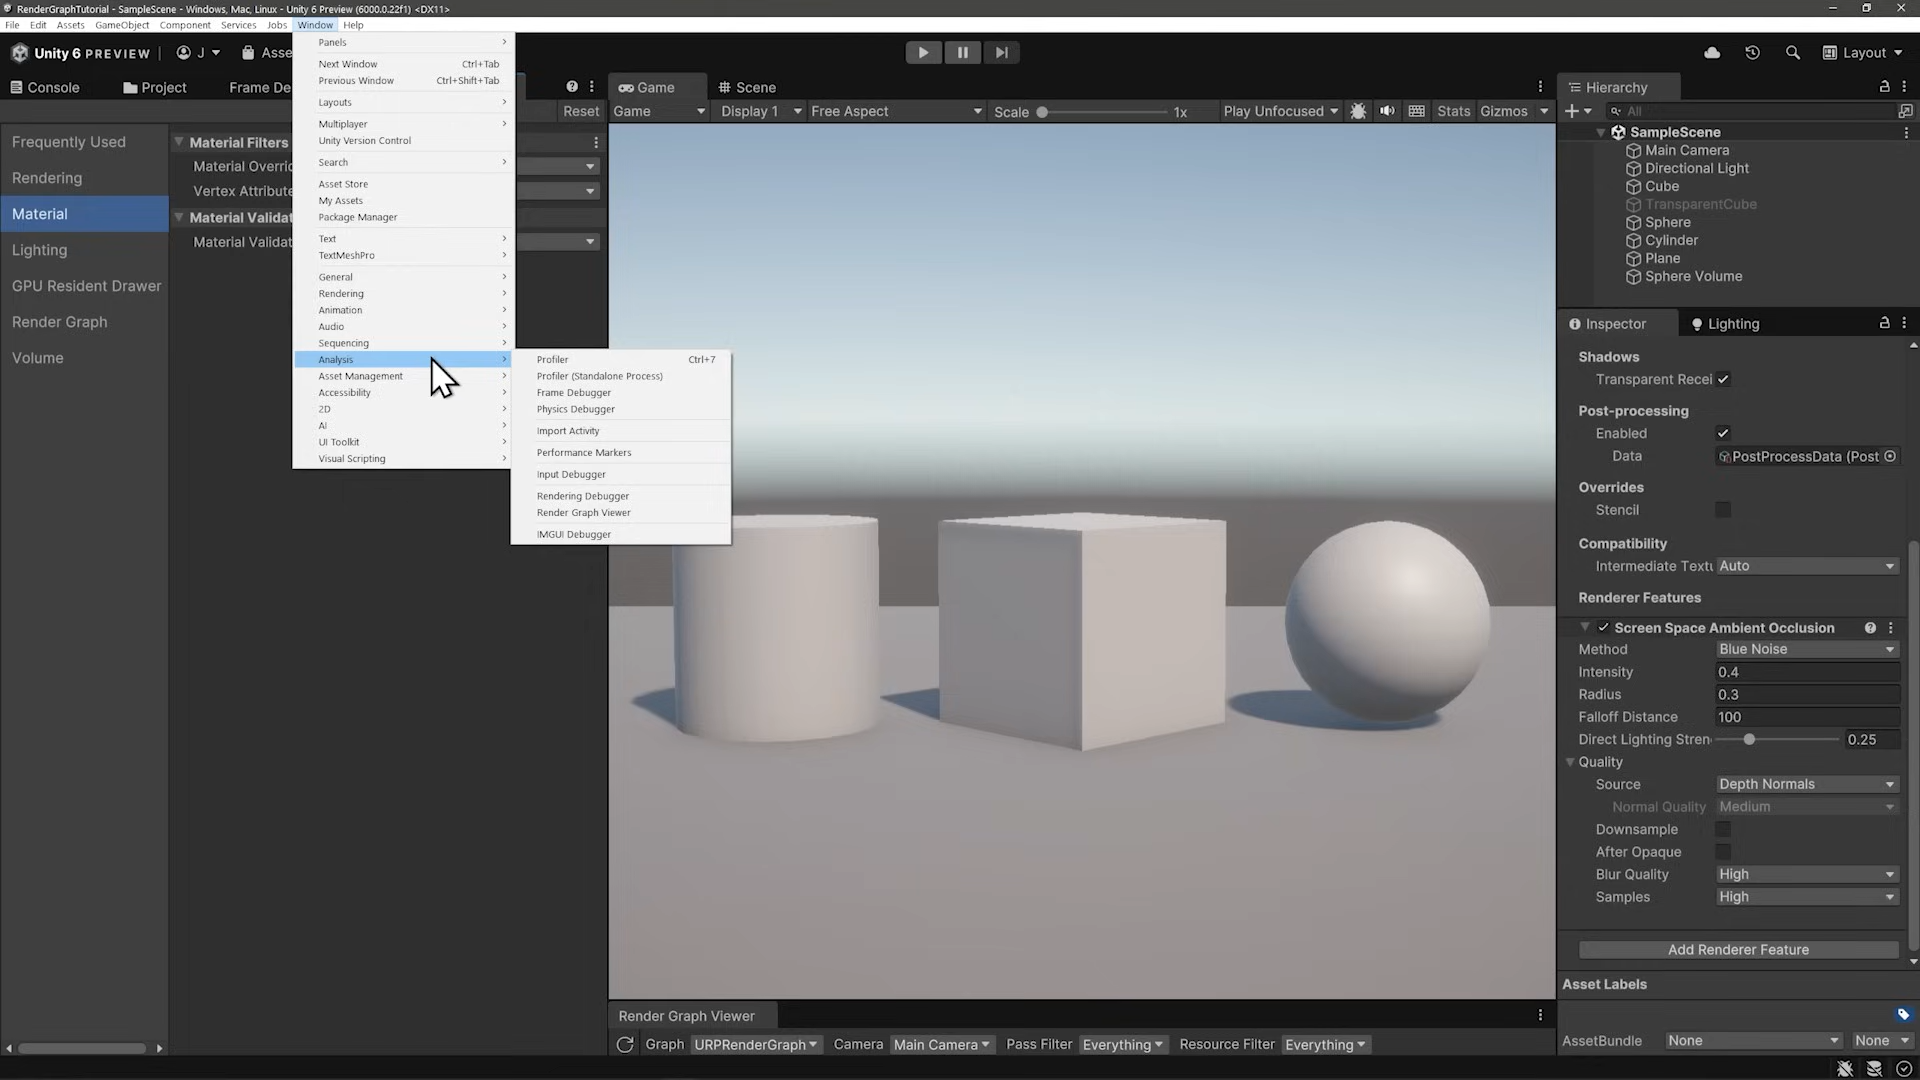 RenderGraphTutorial - SampleScene - Windows, Mac, Linux - Unity 6 Preview (6000.0.22f1) <DX11>
File Edit Assets GameObject Component Services Jobs Window Help
Unity 6 PREVIEW J Asse Layout
Console Project Frame De
Reset
Frequently Used
Rendering
Material
Lighting
GPU Resident Drawer
Render Graph
Volume
Material Filters
Material Overric
Vertex Attribute
Material Validat
Material Validat
Panels
Next Window Ctrl+Tab
Previous Window Ctrl+Shift+Tab
Layouts
Multiplayer
Unity Version Control
Search
Asset Store
My Assets
Package Manager
Text
TextMeshPro
General
Rendering
Animation
Audio
Sequencing
Analysis
Asset Management
Accessibility
2D
AI
UI Toolkit
Visual Scripting
Profiler Ctrl+7
Profiler (Standalone Process)
Frame Debugger
Physics Debugger
Import Activity
Performance Markers
Input Debugger
Rendering Debugger
Render Graph Viewer
IMGUI Debugger
Game Scene
Game Display 1 Free Aspect Scale 1x Play Unfocused Stats Gizmos
Render Graph Viewer
Graph URPRenderGraph Camera Main Camera Pass Filter Everything Resource Filter Everything
Hierarchy
All
SampleScene
Main Camera
Directional Light
Cube
TransparentCube
Sphere
Cylinder
Plane
Sphere Volume
Inspector Lighting
Shadows
Transparent Recei
Post-processing
Enabled
Data PostProcessData (Post
Overrides
Stencil
Compatibility
Intermediate Textu Auto
Renderer Features
Screen Space Ambient Occlusion
Method Blue Noise
Intensity 0.4
Radius 0.3
Falloff Distance 100
Direct Lighting Stren 0.25
Quality
Source Depth Normals
Normal Quality Medium
Downsample
After Opaque
Blur Quality High
Samples High
Add Renderer Feature
Asset Labels
AssetBundle None None